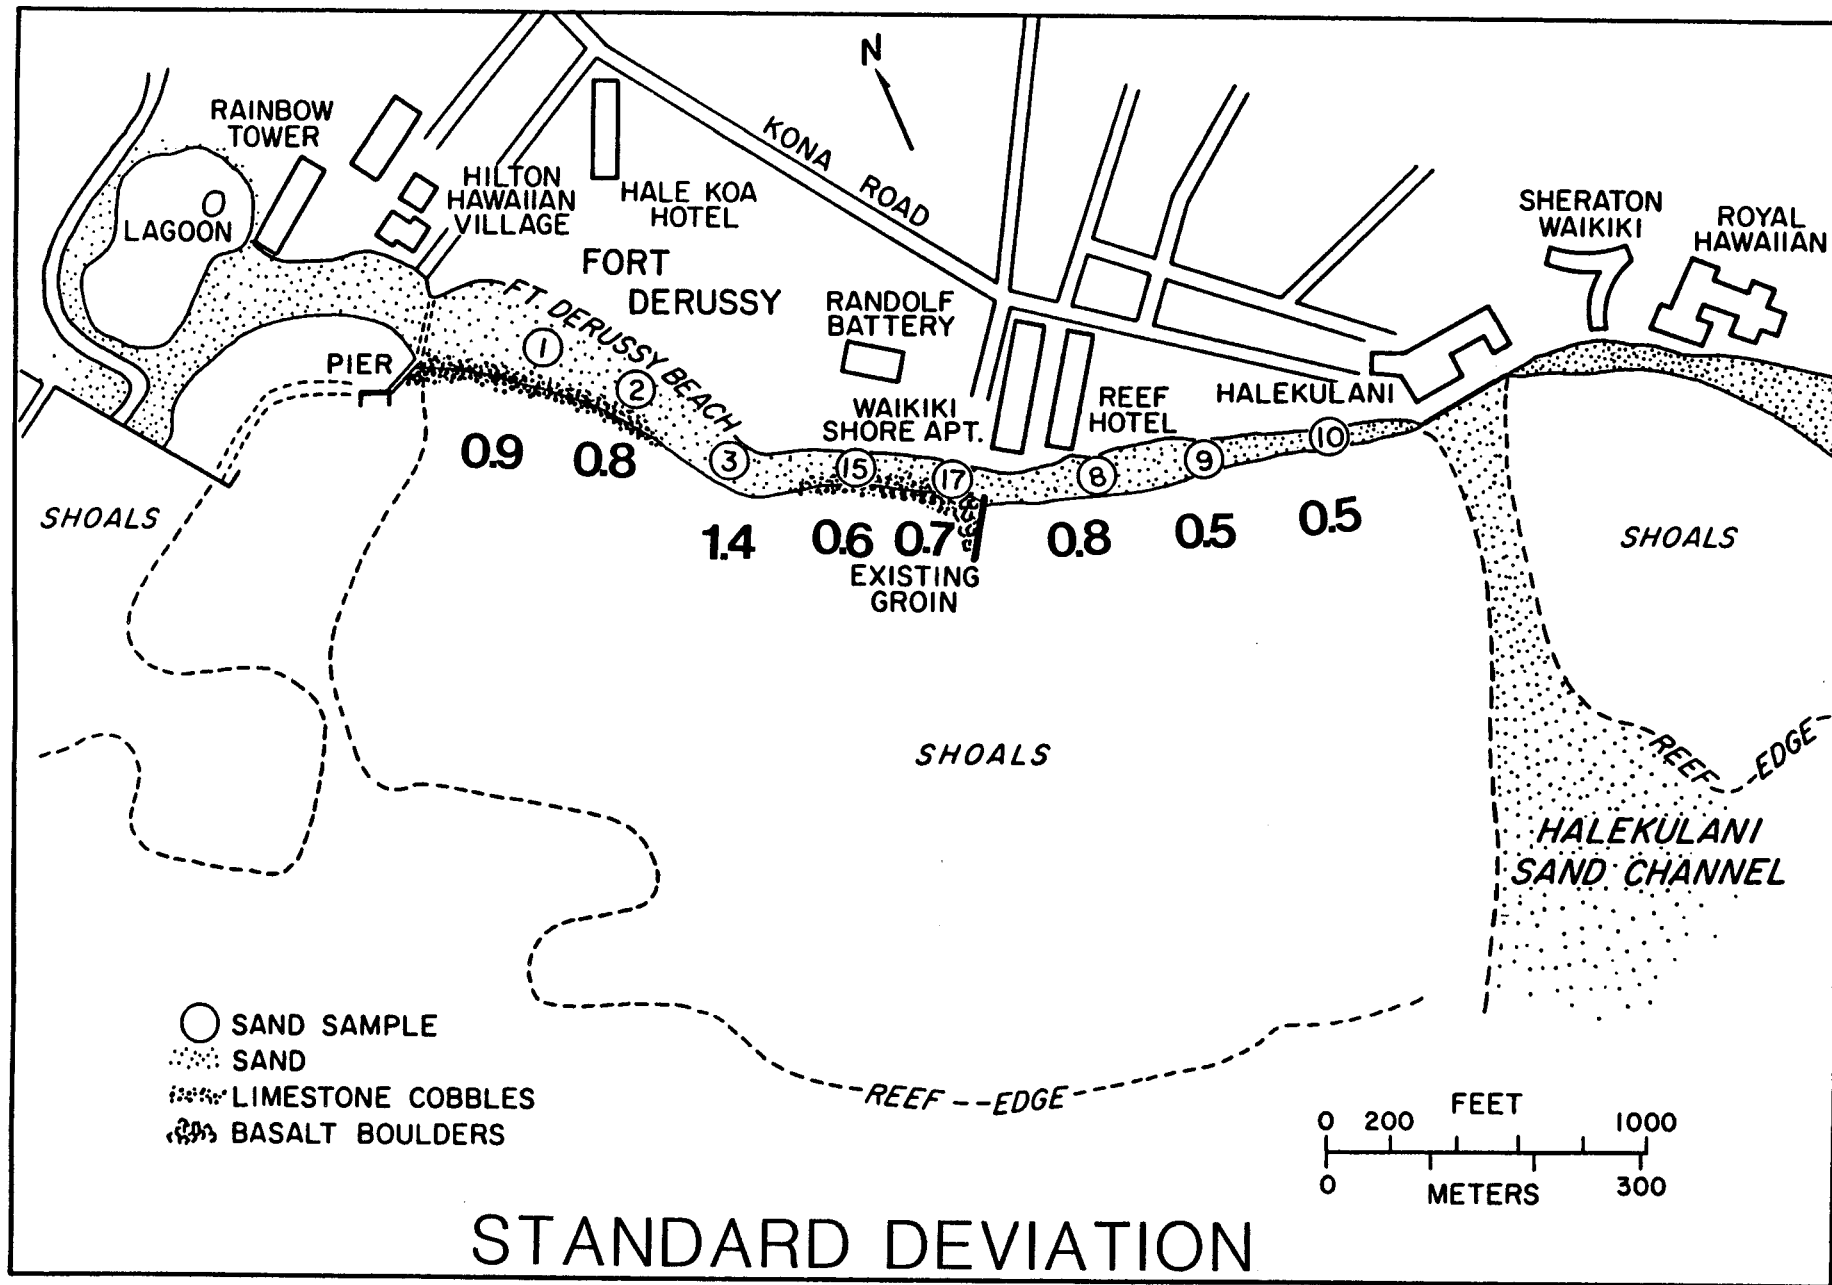 N
RAINBOW
TOWER
LAGOON
HILTON
HAWAIIAN
VILLAGE
HALE KOA
HOTEL
KONA ROAD
FORT
DERUSSY
FT DERUSSY BEACH
RANDOLF
BATTERY
SHERATON
WAIKIKI
ROYAL
HAWAIIAN
PIER
WAIKIKI
SHORE APT.
REEF
HOTEL
HALEKULANI
1
2
3
15
17
8
9
10
0.9
0.8
1.4
0.6
0.7
0.8
0.5
0.5
EXISTING
GROIN
SHOALS
SHOALS
SHOALS
REEF EDGE
HALEKULANI
SAND CHANNEL
REEF EDGE
SAND SAMPLE
SAND
LIMESTONE COBBLES
BASALT BOULDERS
FEET
0 200 1000
0 METERS 300
STANDARD DEVIATION